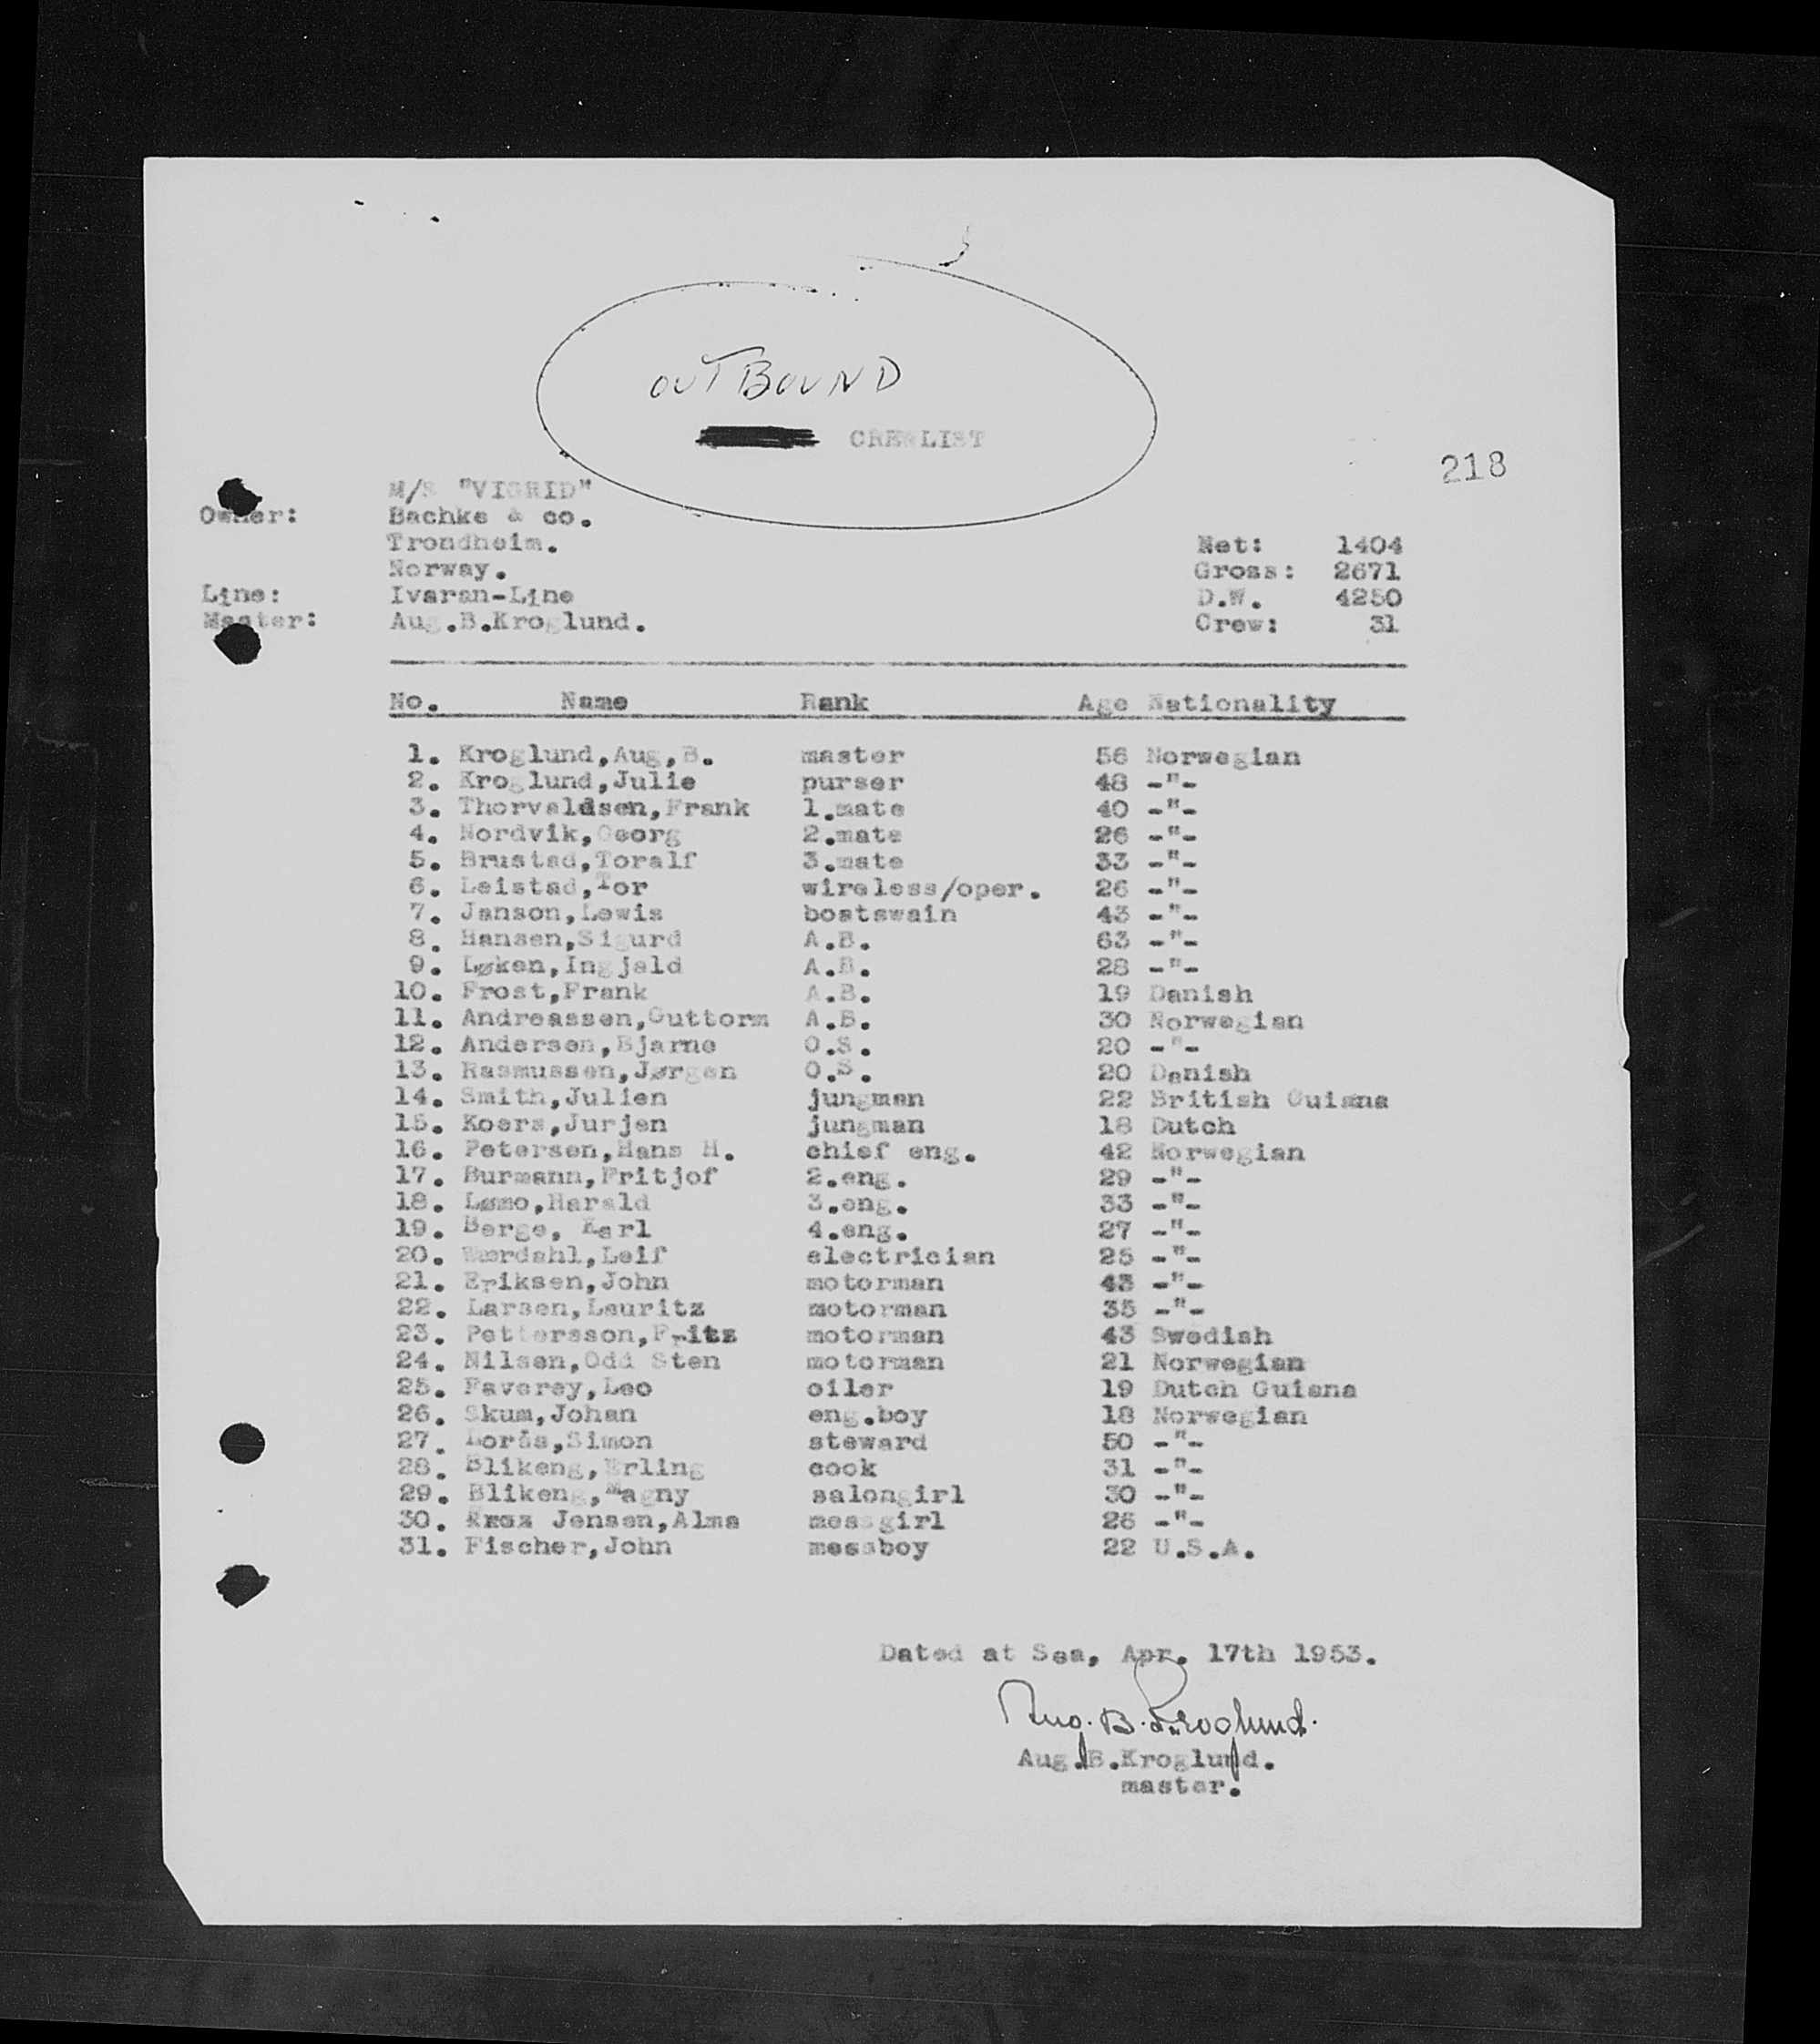 OUTBOUND
CREWLIST
218
M/S "VIGRID"
Owner: Bachke & co.
Trondheim. Net: 1404
Norway. Gross: 2671
Line: Ivaran-Line D.W. 4250
Master: Aug.B.Kroglund. Crew: 31
No. Name Rank Age Nationality
1. Kroglund,Aug,B. master 56 Norwegian
2. Kroglund,Julie purser 48 -"-
3. Thorvaldsen,Frank 1.mate 40 -"-
4. Nordvik,Georg 2.mate 26 -"-
5. Brustad,Toralf 3.mate 33 -"-
6. Leistad,Tor wireless/oper. 26 -"-
7. Janson,Lewis boatswain 43 -"-
8. Hansen,Sigurd A.B. 63 -"-
9. Løken,Ingjald A.B. 28 -"-
10. Frost,Frank A.B. 19 Danish
11. Andreassen,Guttorm A.B. 30 Norwegian
12. Andersen,Bjarne O.S. 20 -"-
13. Rasmussen,Jørgen O.S. 20 Danish
14. Smith,Julien jungman 22 British Guiana
15. Koers,Jurjen jungman 18 Dutch
16. Petersen,Hans H. chief eng. 42 Norwegian
17. Burmann,Fritjof 2.eng. 29 -"-
18. Lømo,Harald 3.eng. 33 -"-
19. Berge, Karl 4.eng. 27 -"-
20. Leif electrician 25 -"-
21. Eriksen,John motorman 43 -"-
22. Larsen,Lauritz motorman 35 -"-
23. Pettersson,Fritz motorman 43 Swedish
24. Nilsen,Odd Sten motorman 21 Norwegian
25. Faverey,Leo oiler 19 Dutch Guiana
26. Skum,Johan eng.boy 18 Norwegian
27. Lorås,Simon steward 50 -"-
28. Blikeng,Erling cook 31 -"-
29. Blikeng,Magny salongirl 30 -"-
30. Jensen,Alma messgirl 26 -"-
31. Fischer,John messboy 22 U.S.A.
Dated at Sea, Apr. 17th 1953.
Aug. B. Kroglund.
Aug.B.Kroglund.
master.